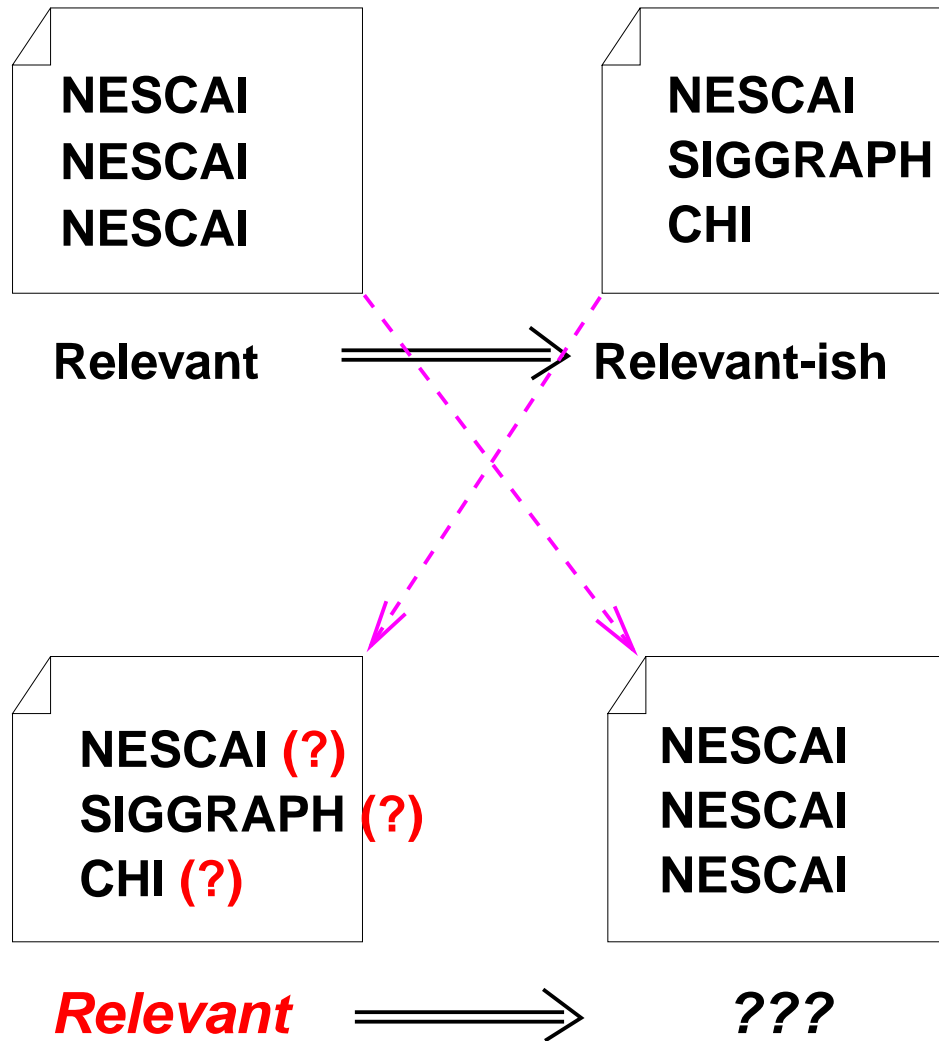 NESCAI
NESCAI
NESCAI
NESCAI
SIGGRAPH
CHI
Relevant
Relevant-ish
NESCAI (?)
SIGGRAPH (?)
CHI (?)
NESCAI
NESCAI
NESCAI
Relevant
???